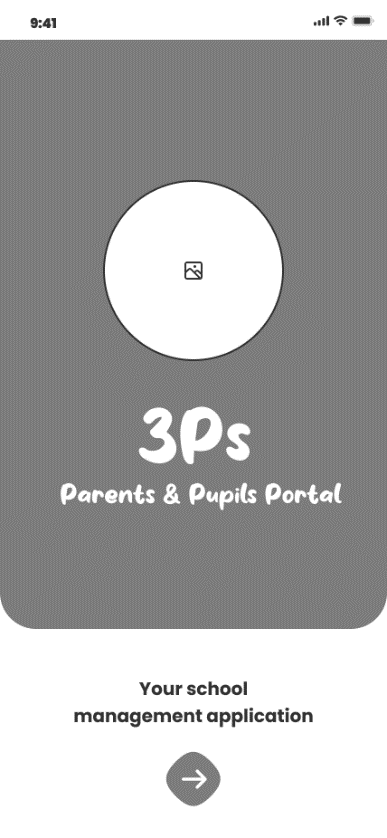 9:41
3Ps
Parents & Pupils Portal
Your school
management application